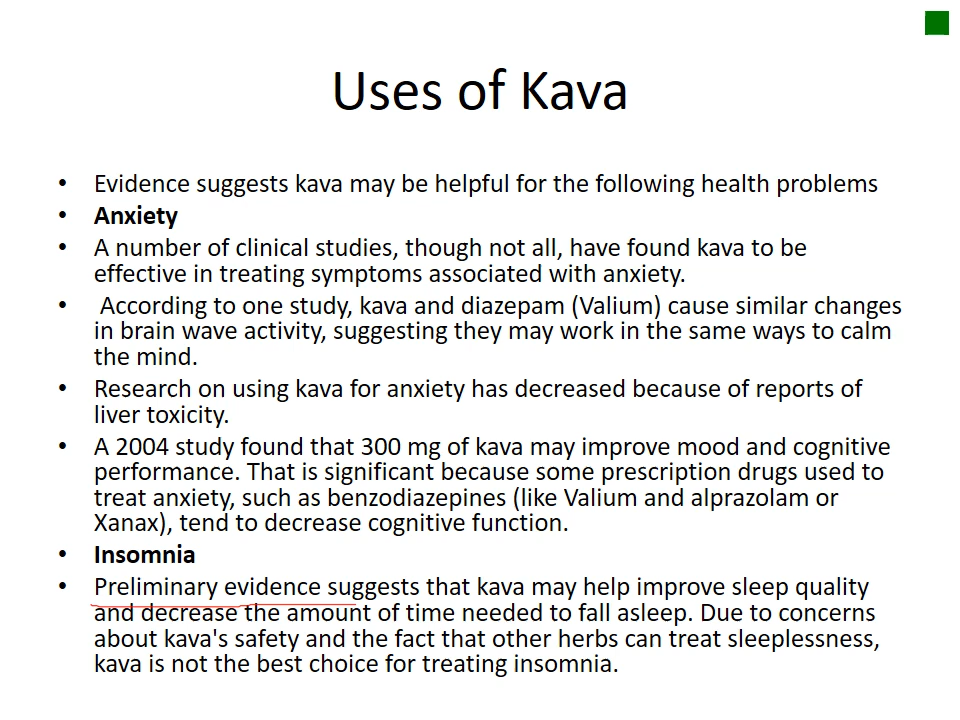 Uses of Kava
• Evidence suggests kava may be helpful for the following health problems
• Anxiety
• A number of clinical studies, though not all, have found kava to be
effective in treating symptoms associated with anxiety.
• According to one study, kava and diazepam (Valium) cause similar changes
in brain wave activity, suggesting they may work in the same ways to calm
the mind.
• Research on using kava for anxiety has decreased because of reports of
liver toxicity.
• A 2004 study found that 300 mg of kava may improve mood and cognitive
performance. That is significant because some prescription drugs used to
treat anxiety, such as benzodiazepines (like Valium and alprazolam or
Xanax), tend to decrease cognitive function.
• Insomnia
• Preliminary evidence suggests that kava may help improve sleep quality
and decrease the amount of time needed to fall asleep. Due to concerns
about kava's safety and the fact that other herbs can treat sleeplessness,
kava is not the best choice for treating insomnia.